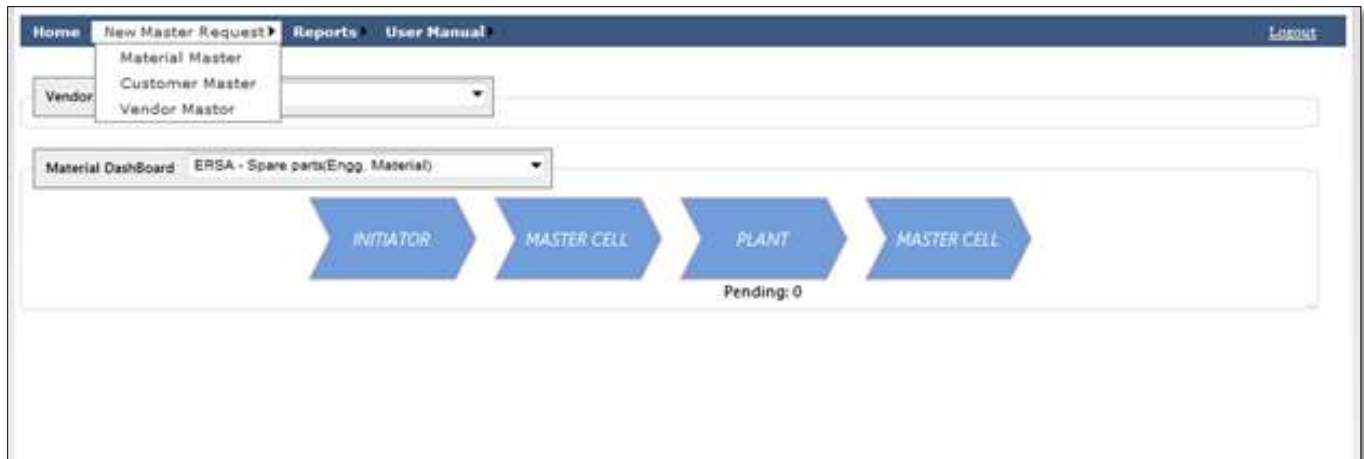 Home New Master Request Reports User Manual Logout
Material Master
Customer Master
Vendor Mastor
Vendor
Material DashBoard ERSA - Spare parts(Engg. Material)
INITIATOR MASTER CELL PLANT MASTER CELL
Pending: 0